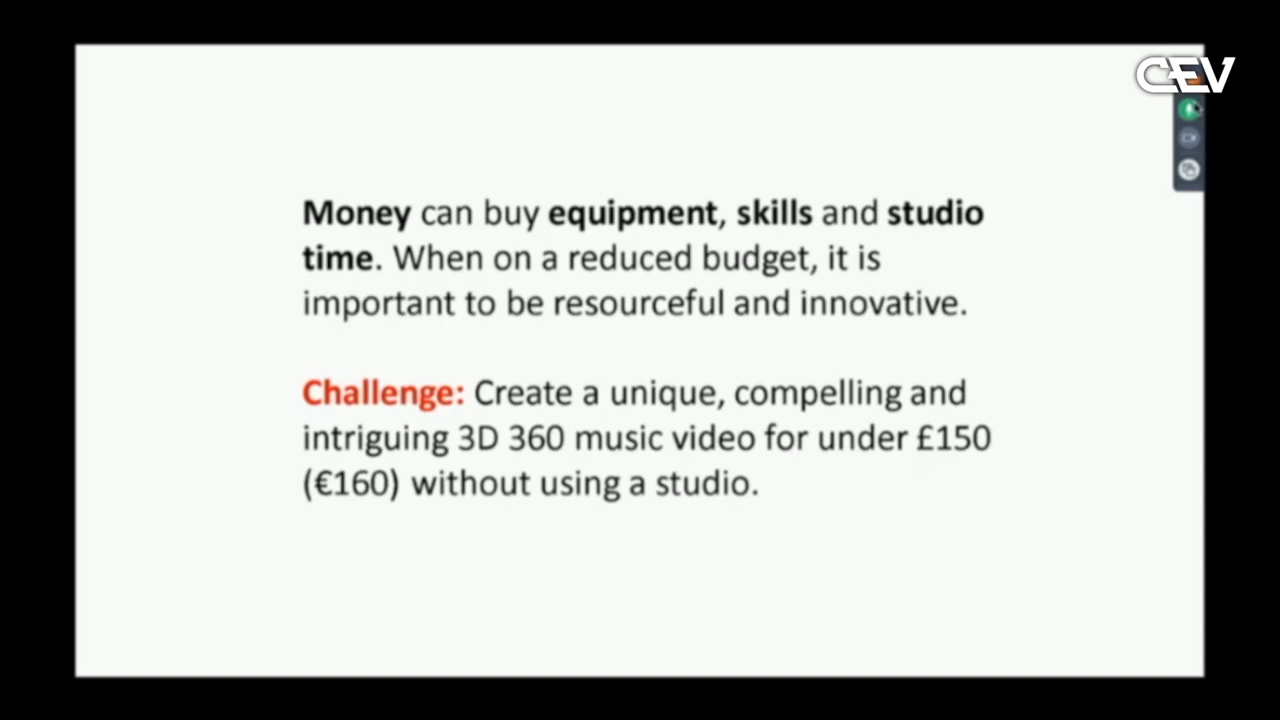 CEV
Money can buy equipment, skills and studio
time. When on a reduced budget, it is
important to be resourceful and innovative.
Challenge: Create a unique, compelling and
intriguing 3D 360 music video for under £150
(€160) without using a studio.